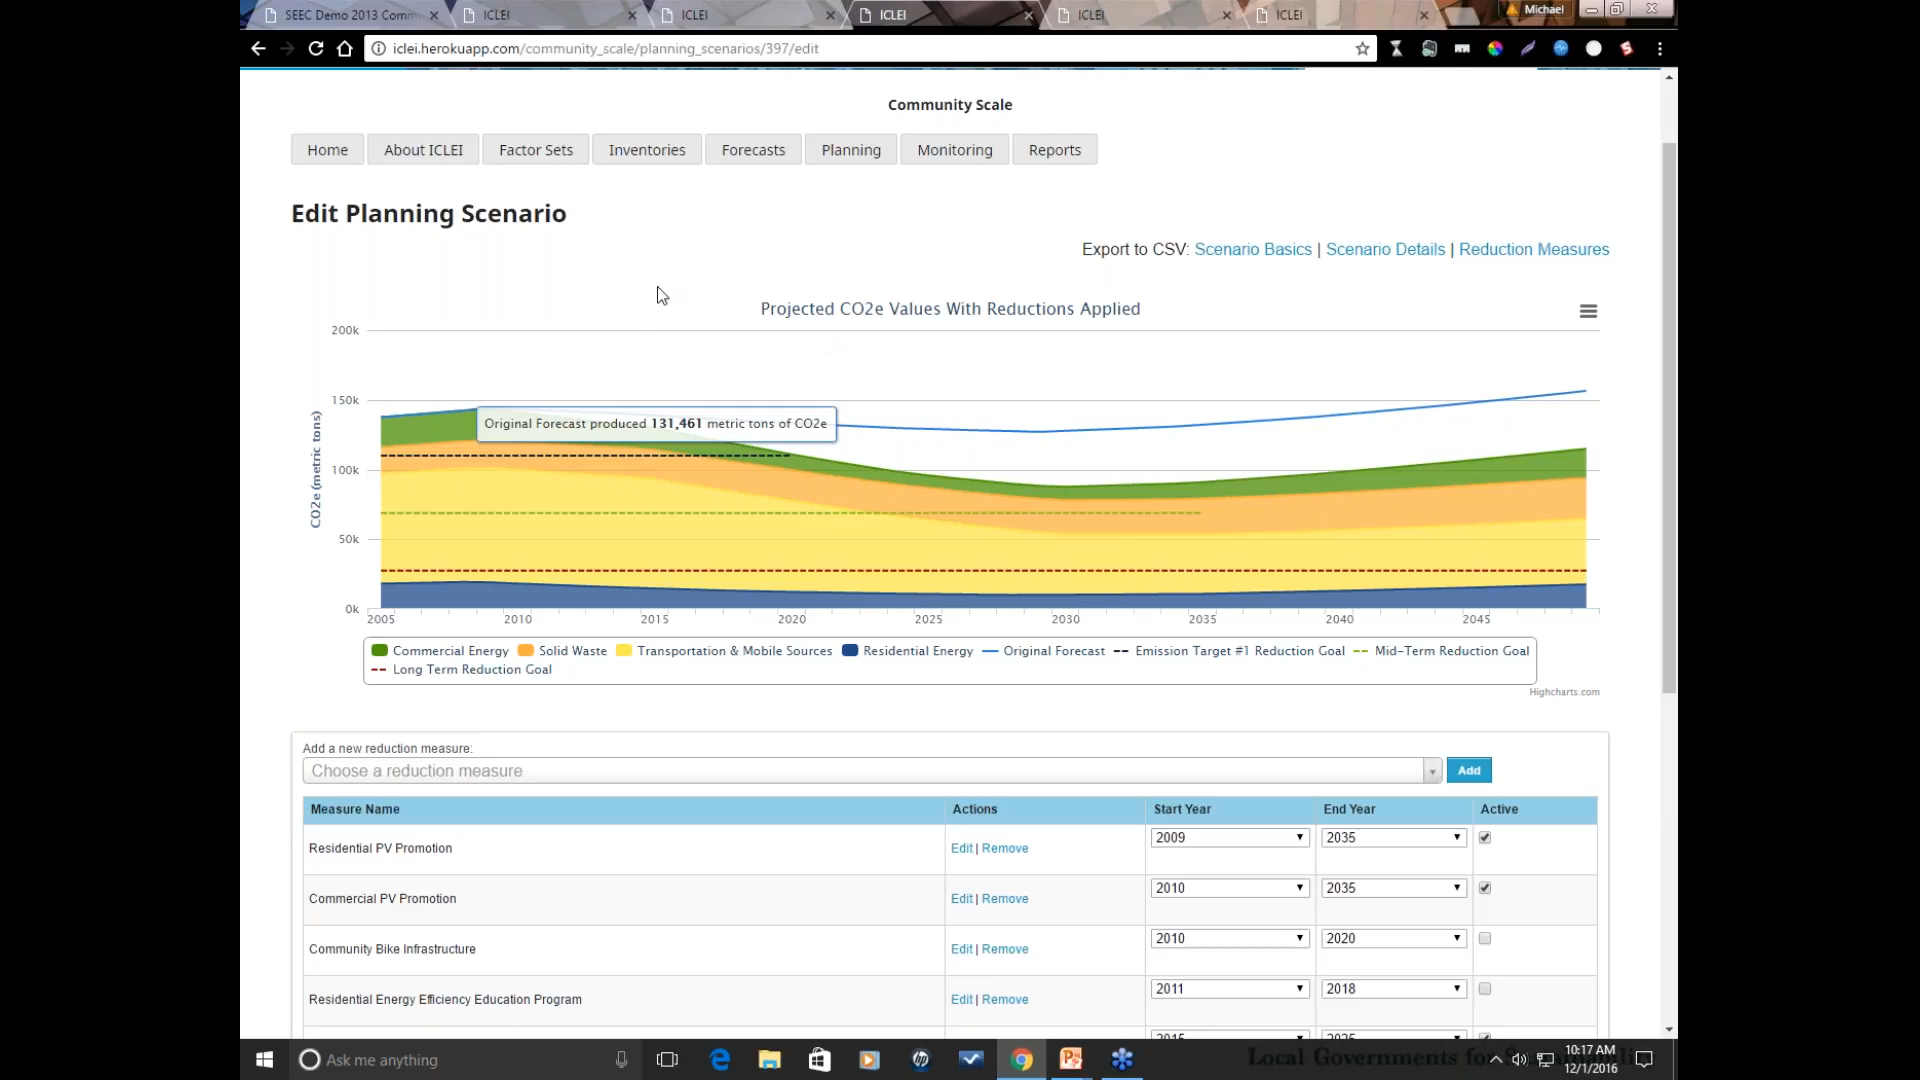 SEEC Demo 2013 Comm
ICLEI
ICLEI
ICLEI
ICLEI
ICLEI
Michael
iclei.herokuapp.com/community_scale/planning_scenarios/397/edit
Community Scale
Home
About ICLEI
Factor Sets
Inventories
Forecasts
Planning
Monitoring
Reports
Edit Planning Scenario
Export to CSV: Scenario Basics | Scenario Details | Reduction Measures
Projected CO2e Values With Reductions Applied
CO2e (metric tons)
200k
150k
100k
50k
0k
Original Forecast produced 131,461 metric tons of CO2e
2005 2010 2015 2020 2025 2030 2035 2040 2045
Commercial Energy Solid Waste Transportation & Mobile Sources Residential Energy Original Forecast Emission Target #1 Reduction Goal Mid-Term Reduction Goal
Long Term Reduction Goal
Highcharts.com
Add a new reduction measure:
Choose a reduction measure
Add
Measure Name Actions Start Year End Year Active
Residential PV Promotion Edit | Remove 2009 2035
Commercial PV Promotion Edit | Remove 2010 2035
Community Bike Infrastructure Edit | Remove 2010 2020
Residential Energy Efficiency Education Program Edit | Remove 2011 2018
Ask me anything
Local Governments for
10:17 AM
12/1/2016